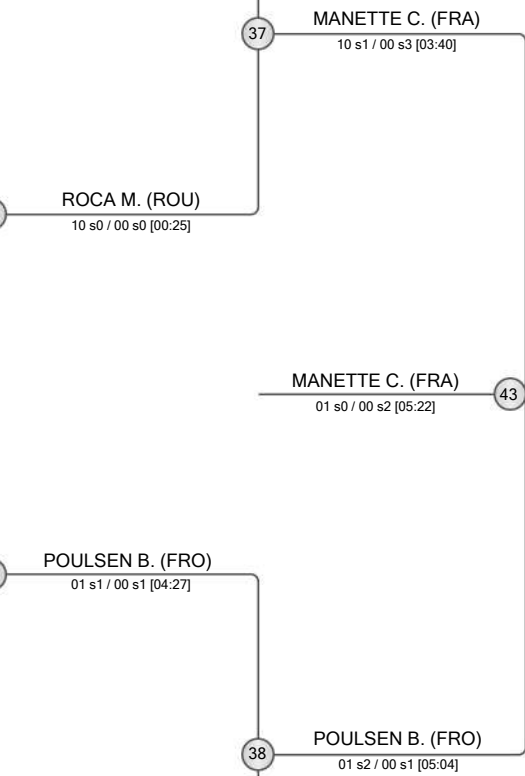 MANETTE C. (FRA)
37
10 s1 / 00 s3 [03:40]
ROCA M. (ROU)
10 s0 / 00 s0 [00:25]
MANETTE C. (FRA)
43
01 s0 / 00 s2 [05:22]
POULSEN B. (FRO)
01 s1 / 00 s1 [04:27]
POULSEN B. (FRO)
38
01 s2 / 00 s1 [05:04]